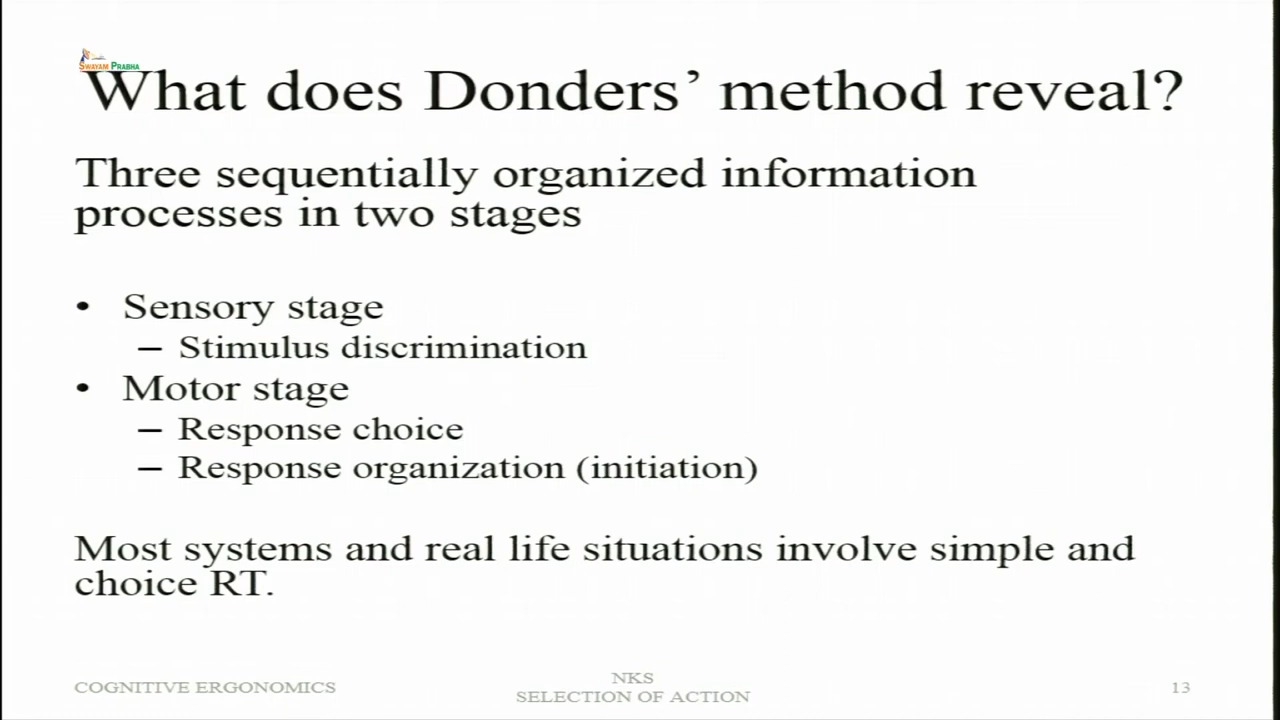 SWAYAM PRABHA
What does Donders’ method reveal?
Three sequentially organized information
processes in two stages
• Sensory stage
– Stimulus discrimination
• Motor stage
– Response choice
– Response organization (initiation)
Most systems and real life situations involve simple and
choice RT.
COGNITIVE ERGONOMICS
NKS
SELECTION OF ACTION
13